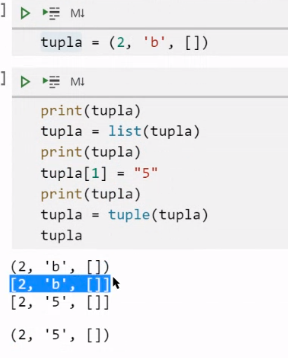 ]
M↓
tupla = (2, 'b', [])
]
M↓
print(tupla)
tupla = list(tupla)
print(tupla)
tupla[1] = "5"
print(tupla)
tupla = tuple(tupla)
tupla
(2, 'b', [])
[2, 'b', []]
[2, '5', []]
(2, '5', [])